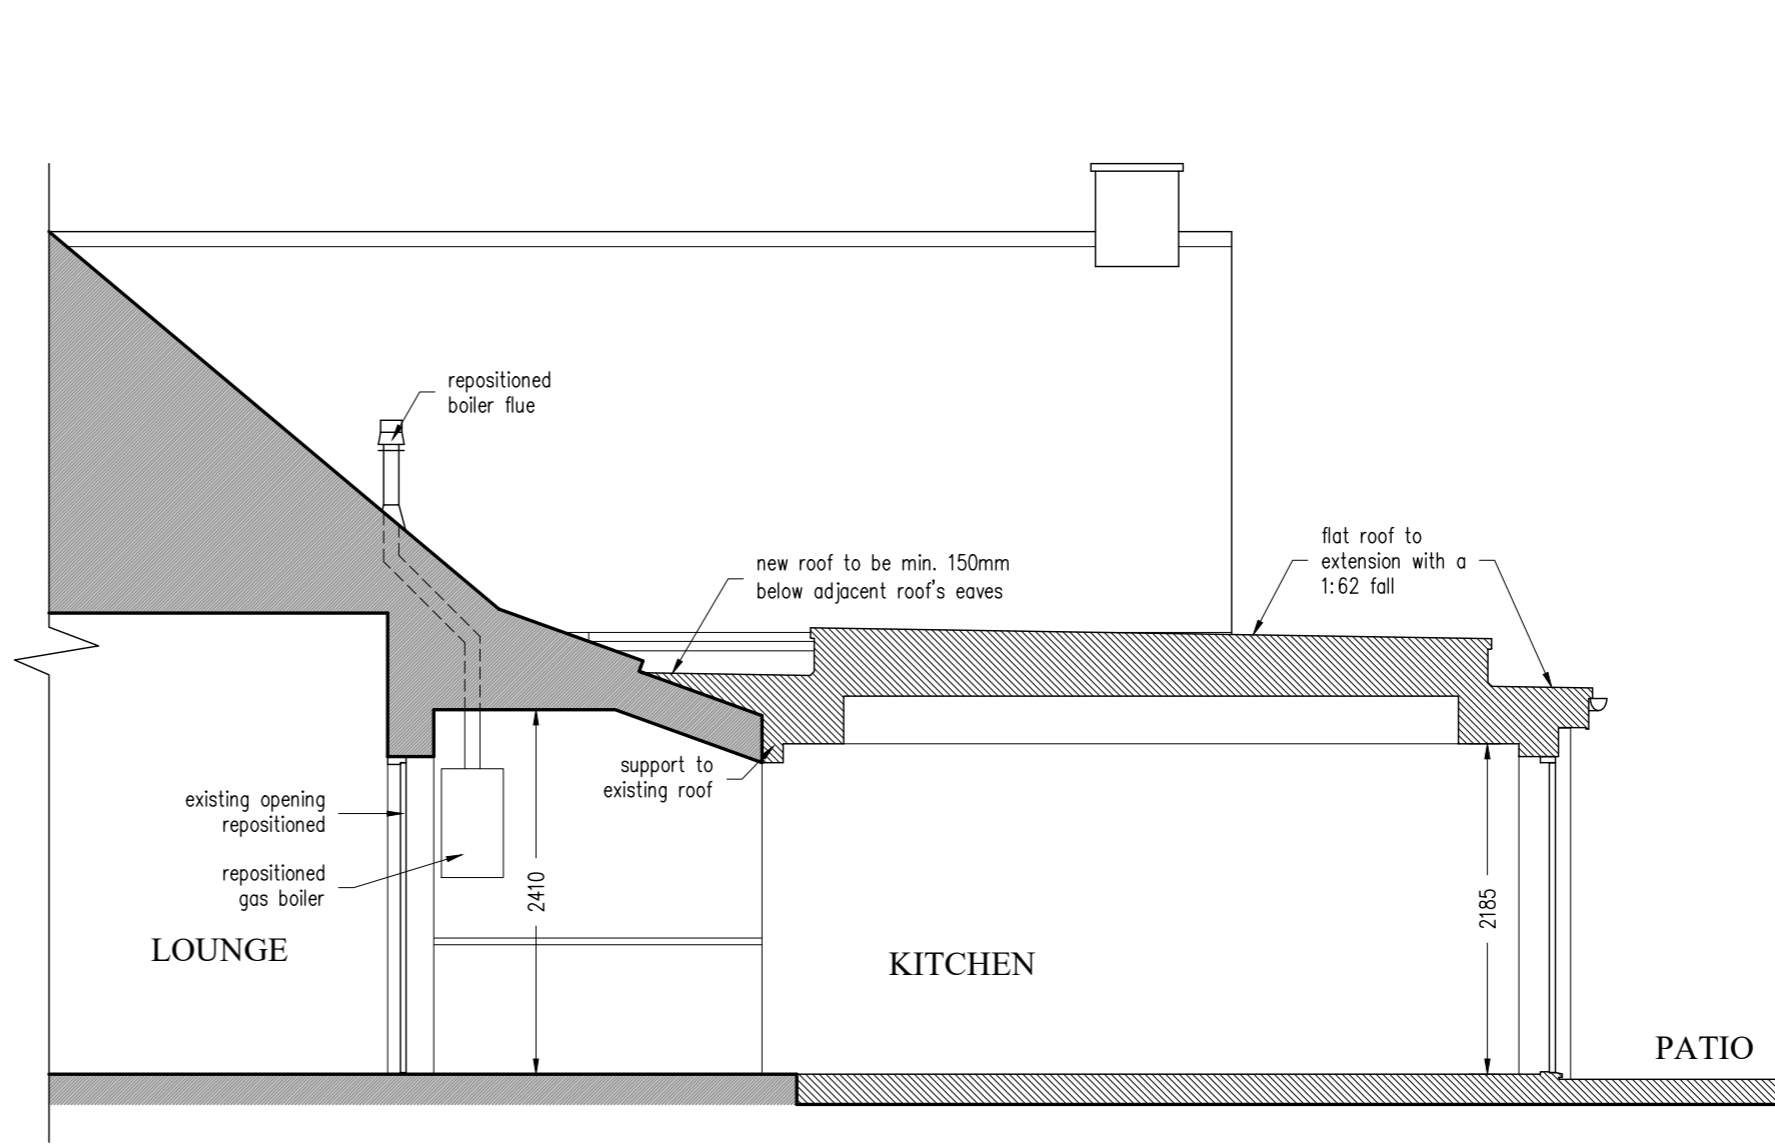 repositioned
boiler flue
flat roof to
extension with a
1:62 fall
new roof to be min. 150mm
below adjacent roof's eaves
support to
existing roof
existing opening
repositioned
repositioned
gas boiler
2410
2185
LOUNGE
KITCHEN
PATIO